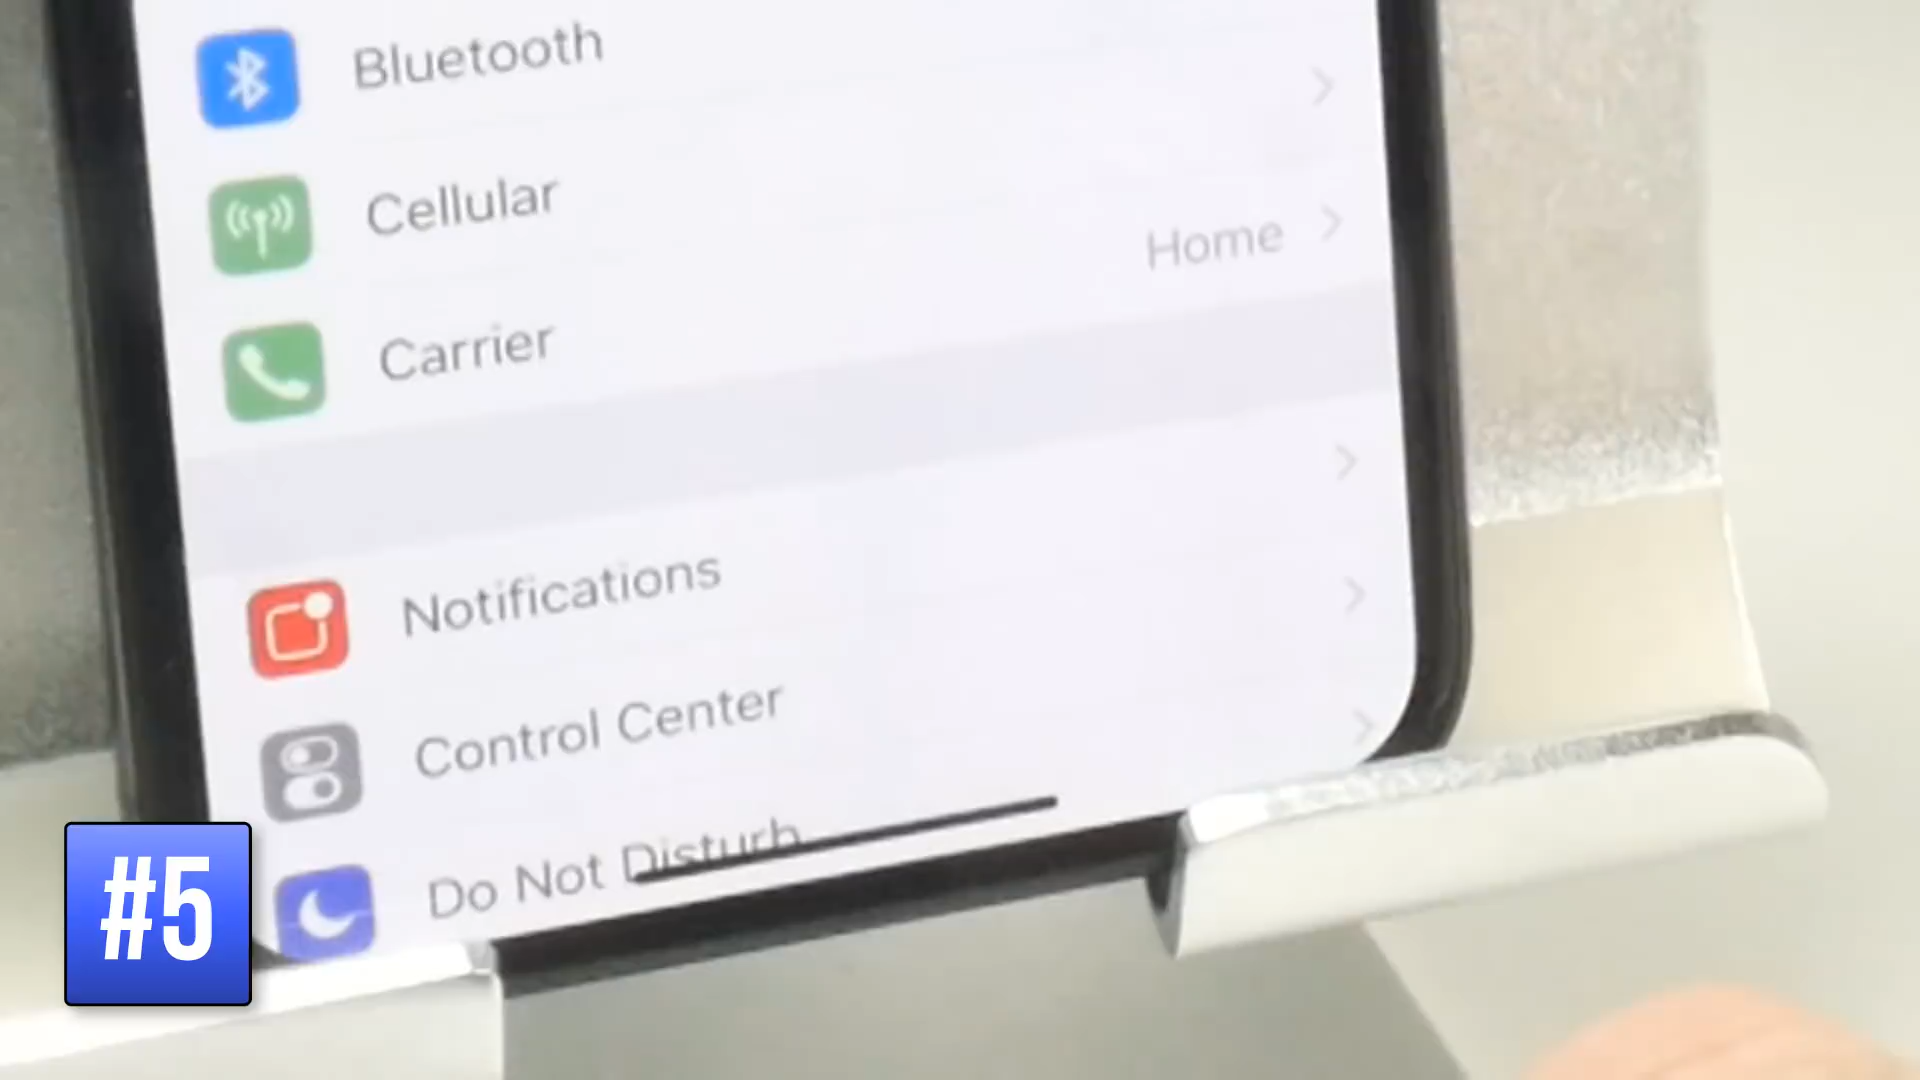 Bluetooth
Cellular
Carrier
Home
Notifications
Control Center
Do Not Disturb
#5